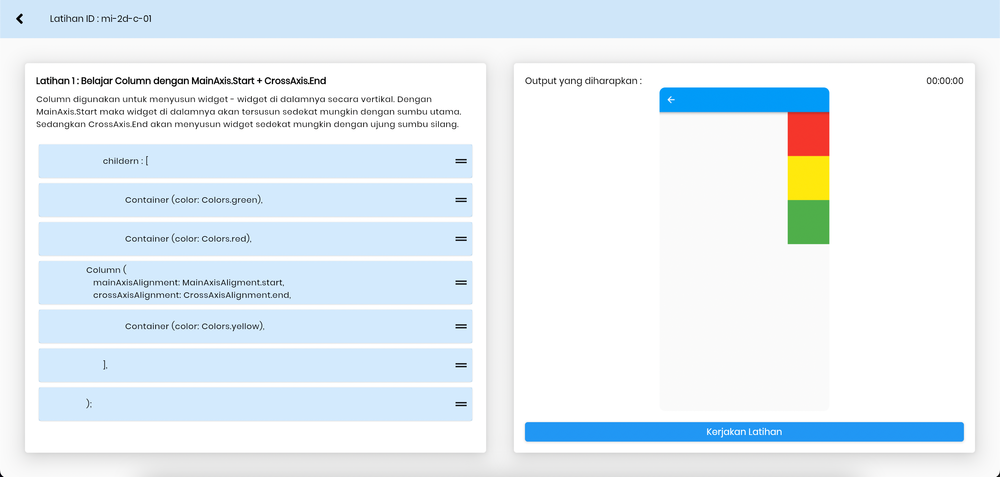 Latihan ID : mi-2d-c-01
Latihan 1 : Belajar Column dengan MainAxis.Start + CrossAxis.End
Column digunakan untuk menyusun widget - widget di dalamnya secara vertikal. Dengan
MainAxis.Start maka widget di dalamnya akan tersusun sedekat mungkin dengan sumbu utama.
Sedangkan CrossAxis.End akan menyusun widget sedekat mungkin dengan ujung sumbu silang.
childern : [
Container (color: Colors.green),
Container (color: Colors.red),
Column (
mainAxisAlignment: MainAxisAligment.start,
crossAxisAlignment: CrossAxisAlignment.end,
Container (color: Colors.yellow),
],
);
Output yang diharapkan :
00:00:00
Kerjakan Latihan